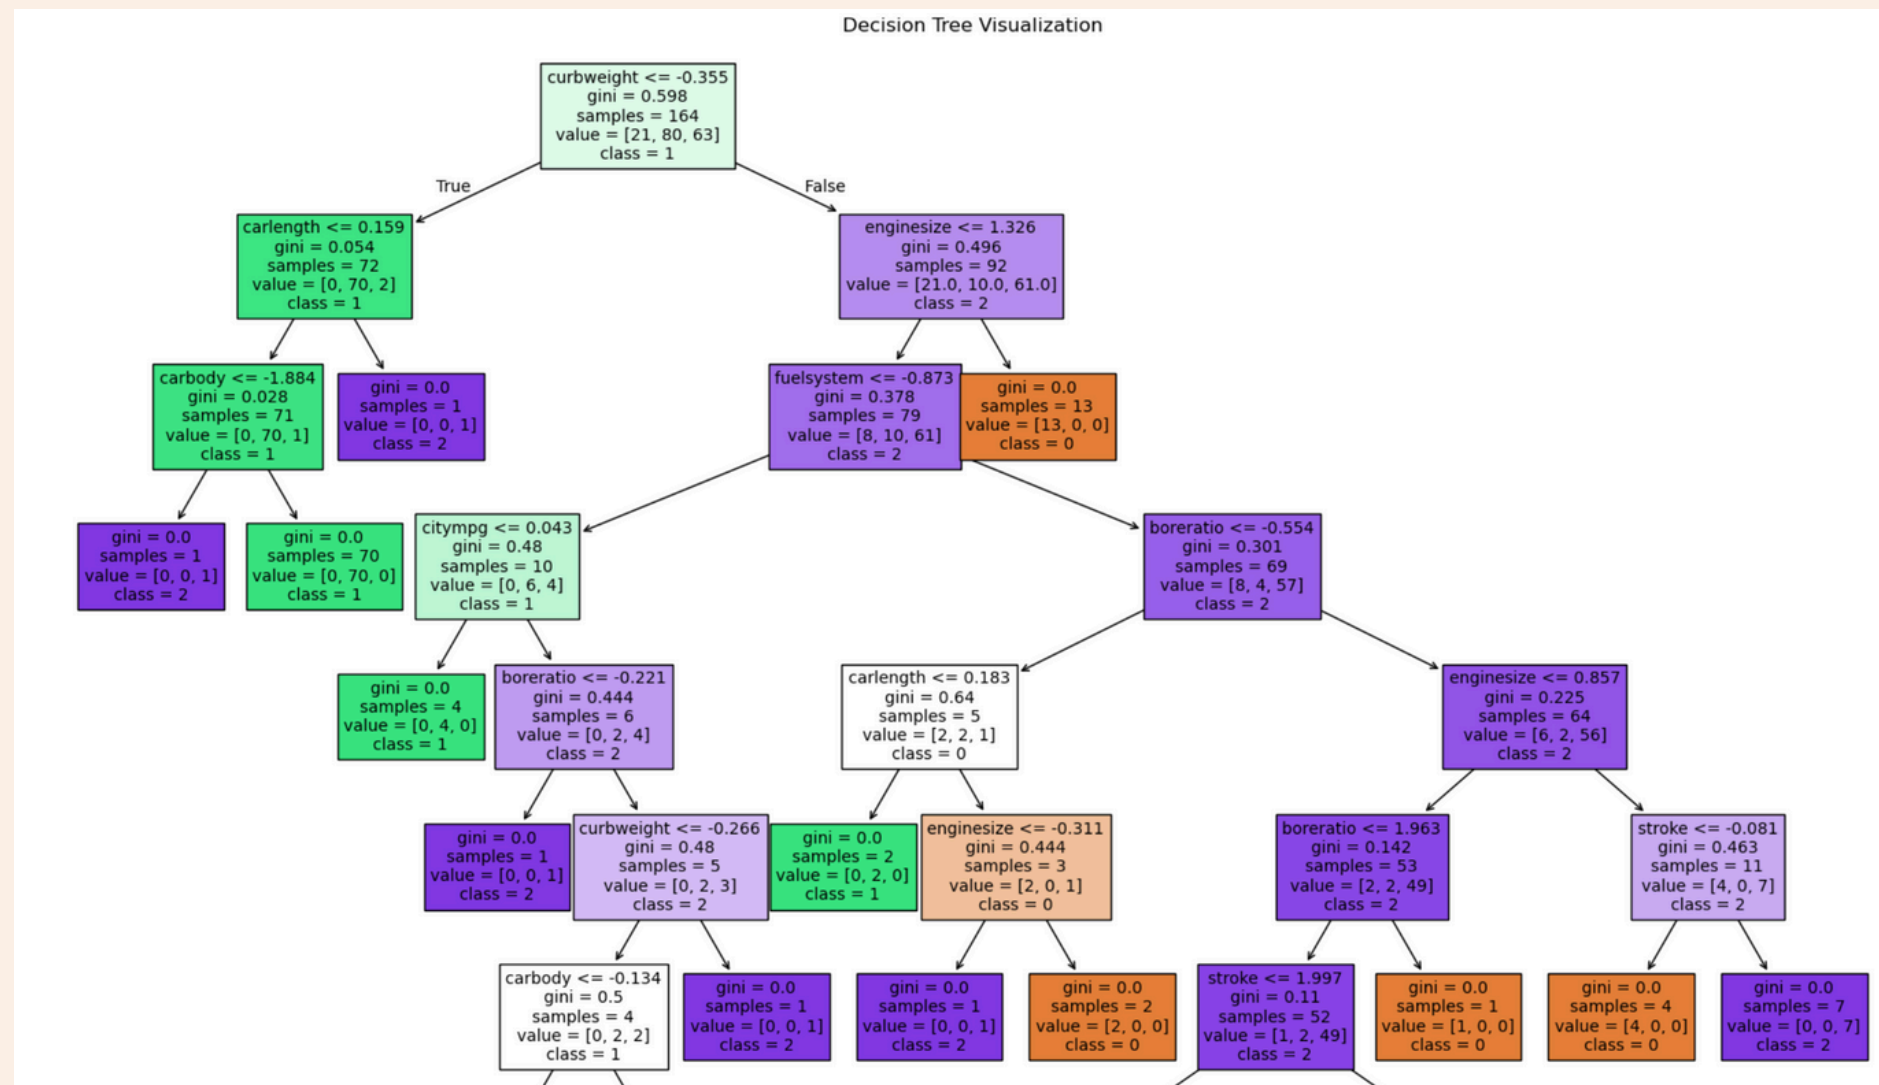 Decision Tree Visualization
curbweight <= -0.355
gini = 0.598
samples = 164
value = [21, 80, 63]
class = 1
True
False
carlength <= 0.159
gini = 0.054
samples = 72
value = [0, 70, 2]
class = 1
enginesize <= 1.326
gini = 0.496
samples = 92
value = [21.0, 10.0, 61.0]
class = 2
carbody <= -1.884
gini = 0.028
samples = 71
value = [0, 70, 1]
class = 1
gini = 0.0
samples = 1
value = [0, 0, 1]
class = 2
fuelsystem <= -0.873
gini = 0.378
samples = 79
value = [8, 10, 61]
class = 2
gini = 0.0
samples = 13
value = [13, 0, 0]
class = 0
gini = 0.0
samples = 1
value = [0, 0, 1]
class = 2
gini = 0.0
samples = 70
value = [0, 70, 0]
class = 1
citympg <= 0.043
gini = 0.48
samples = 10
value = [0, 6, 4]
class = 1
boreratio <= -0.554
gini = 0.301
samples = 69
value = [8, 4, 57]
class = 2
gini = 0.0
samples = 4
value = [0, 4, 0]
class = 1
boreratio <= -0.221
gini = 0.444
samples = 6
value = [0, 2, 4]
class = 2
carlength <= 0.183
gini = 0.64
samples = 5
value = [2, 2, 1]
class = 0
enginesize <= 0.857
gini = 0.225
samples = 64
value = [6, 2, 56]
class = 2
gini = 0.0
samples = 1
value = [0, 0, 1]
class = 2
curbweight <= -0.266
gini = 0.48
samples = 5
value = [0, 2, 3]
class = 2
gini = 0.0
samples = 2
value = [0, 2, 0]
class = 1
enginesize <= -0.311
gini = 0.444
samples = 3
value = [2, 0, 1]
class = 0
boreratio <= 1.963
gini = 0.142
samples = 53
value = [2, 2, 49]
class = 2
stroke <= -0.081
gini = 0.463
samples = 11
value = [4, 0, 7]
class = 2
carbody <= -0.134
gini = 0.5
samples = 4
value = [0, 2, 2]
class = 1
gini = 0.0
samples = 1
value = [0, 0, 1]
class = 2
gini = 0.0
samples = 1
value = [0, 0, 1]
class = 2
gini = 0.0
samples = 2
value = [2, 0, 0]
class = 0
stroke <= 1.997
gini = 0.11
samples = 52
value = [1, 2, 49]
class = 2
gini = 0.0
samples = 1
value = [1, 0, 0]
class = 0
gini = 0.0
samples = 4
value = [4, 0, 0]
class = 0
gini = 0.0
samples = 7
value = [0, 0, 7]
class = 2